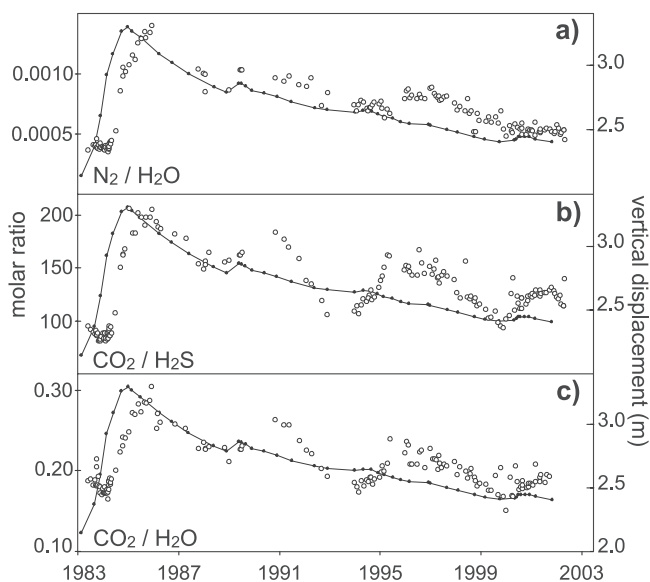 a)
3.0
0.0010
0.0005
2.5
N2 / H2O
b)
200
3.0
150
2.5
100
CO2 / H2S
molar ratio
vertical displacement (m)
c)
0.30
3.0
0.20
2.5
CO2 / H2O
0.10
2.0
1983 1987 1991 1995 1999 2003